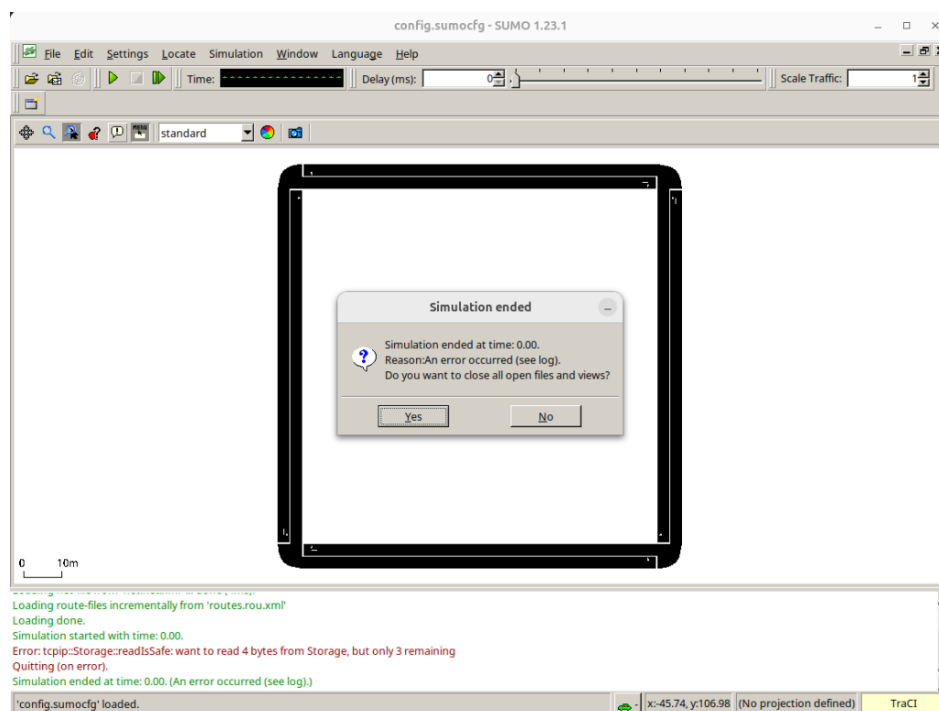 config.sumocfg - SUMO 1.23.1
File Edit Settings Locate Simulation Window Language Help
Time: Delay(ms): 0 Scale Traffic: 1
standard
Simulation ended
Simulation ended at time: 0.00.
Reason:An error occurred (see log).
Do you want to close all open files and views?
Yes No
0 10m
Loading route-files incrementally from 'routes.rou.xml'
Loading done.
Simulation started with time: 0.00.
Error: tcpip::Storage::readIsSafe: want to read 4 bytes from Storage, but only 3 remaining
Quitting (on error).
Simulation ended at time: 0.00. (An error occurred (see log).)
'config.sumocfg' loaded. x:-45.74, y:106.98 (No projection defined) TraCI